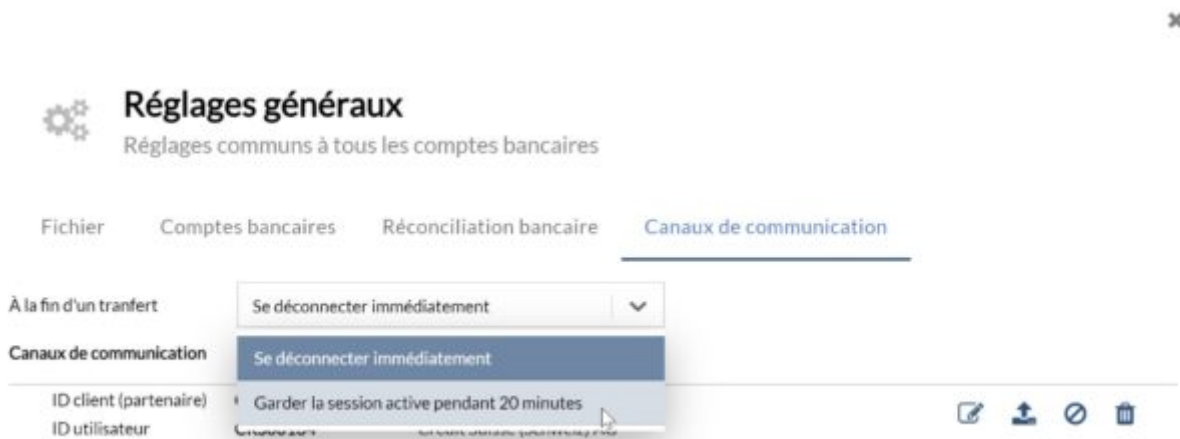 Réglages généraux
Réglages communs à tous les comptes bancaires
Fichier Comptes bancaires Réconciliation bancaire Canaux de communication
À la fin d'un tranfert Se déconnecter immédiatement
Canaux de communication Se déconnecter immédiatement
ID client (partenaire) Garder la session active pendant 20 minutes
ID utilisateur